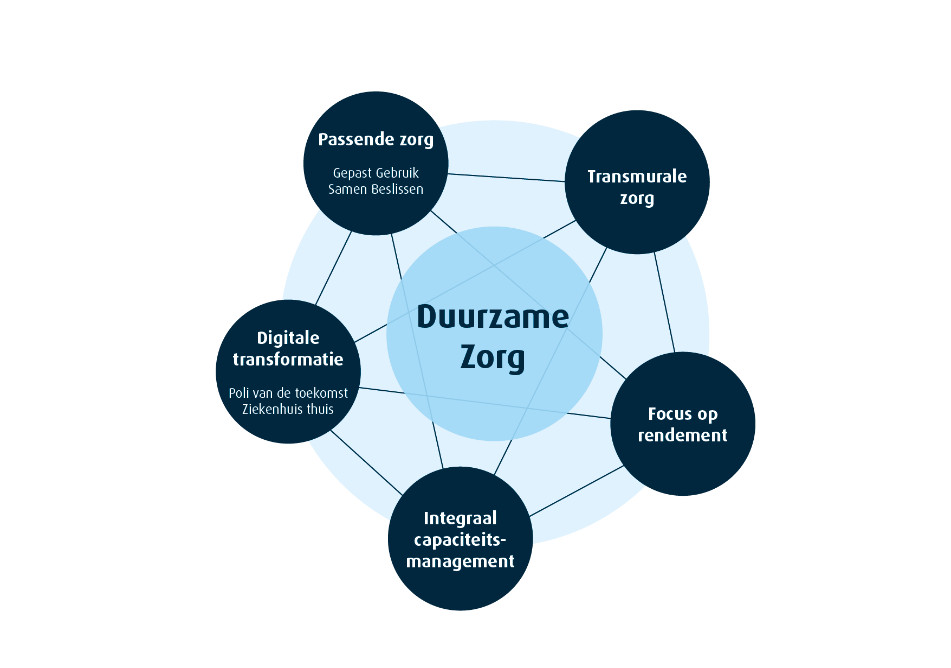 Passende zorg
Gepast Gebruik
Samen Beslissen
Transmurale
zorg
Duurzame
Zorg
Digitale
transformatie
Poli van de toekomst
Ziekenhuis thuis
Focus op
rendement
Integraal
capaciteits-
management